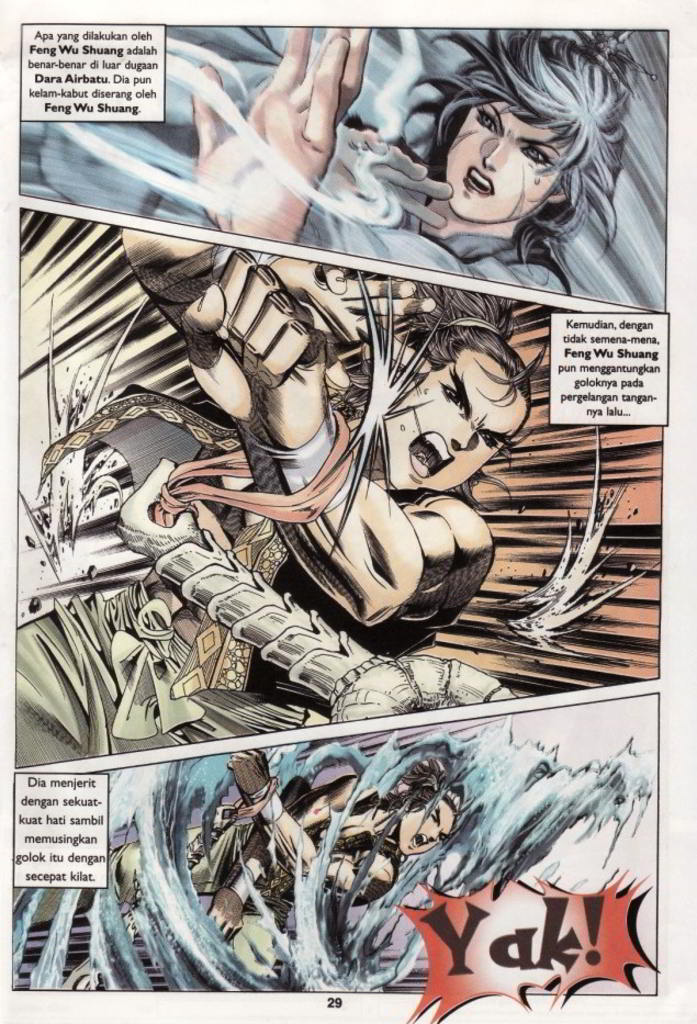 Apa yang dilakukan oleh
Feng Wu Shuang adalah
benar-benar di luar dugaan
Dara Airbatu. Dia pun
kelam-kabut diserang oleh
Feng Wu Shuang.
Kemudian, dengan
tidak semena-mena,
Feng Wu Shuang
pun menggantungkan
goloknya pada
pergelangan tangan-
nya lalu...
Dia menjerit
dengan sekuat-
kuat hati sambil
memusingkan
golok itu dengan
secepat kilat.
Yak!
29